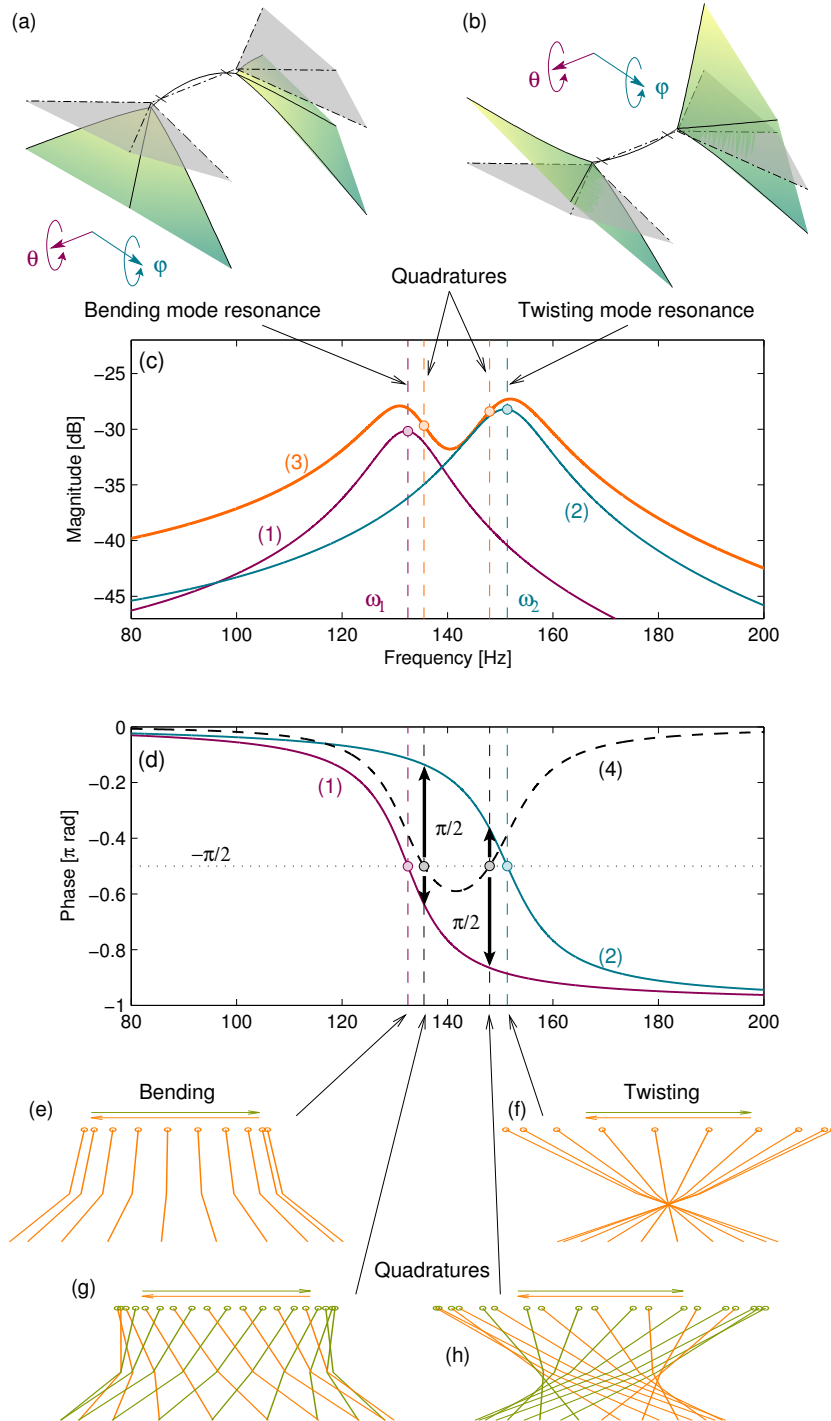 (a)
(b)
θ
φ
θ
φ
Quadratures
Bending mode resonance
Twisting mode resonance
(c)
−25
−30
−35
−40
−45
Magnitude [dB]
(3)
(1)
(2)
ω1
ω2
80
100
120
140
160
180
200
Frequency [Hz]
0
−0.2
−0.4
−0.6
−0.8
−1
Phase [π rad]
(d)
(1)
(4)
π/2
−π/2
π/2
(2)
80
100
120
140
160
180
200
Bending
Twisting
(e)
(f)
Quadratures
(g)
(h)